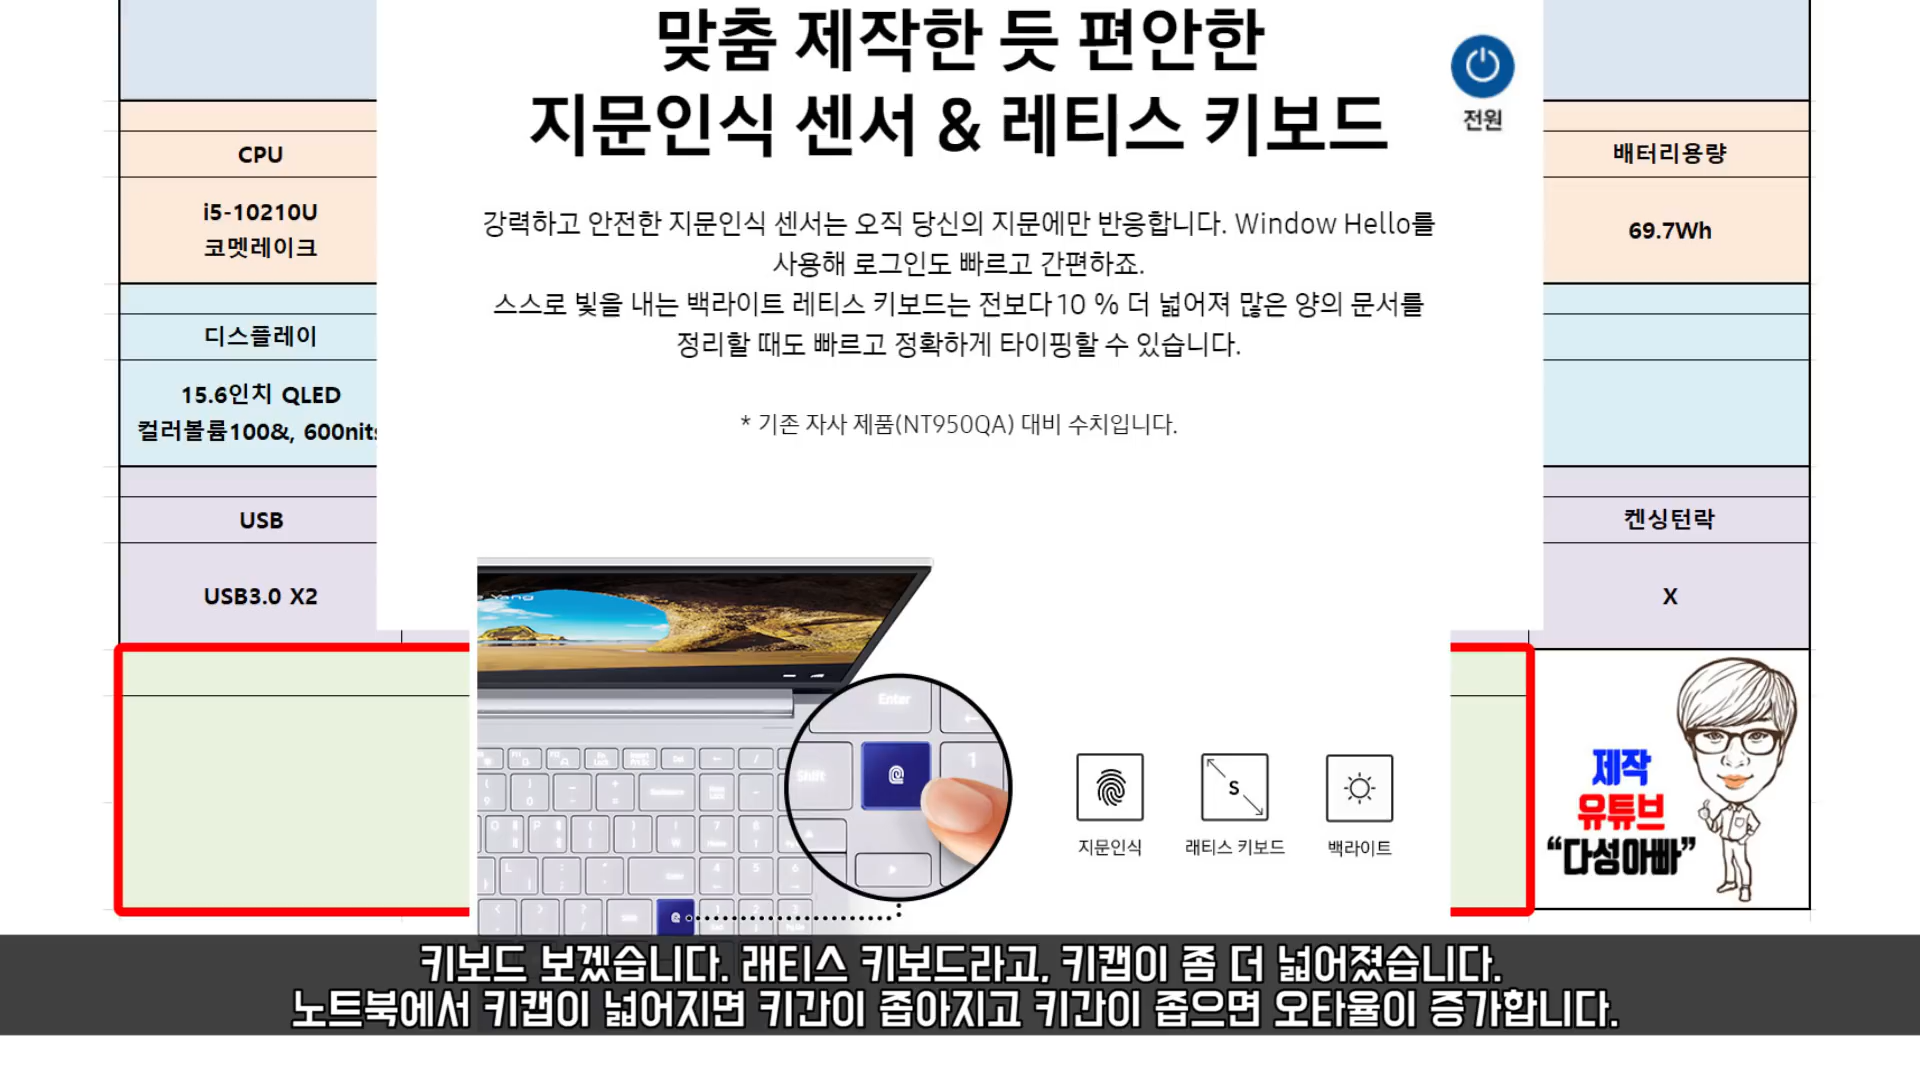 맞춤 제작한 듯 편안한
지문인식 센서 & 레티스 키보드
전원
강력하고 안전한 지문인식 센서는 오직 당신의 지문에만 반응합니다. Window Hello를
사용해 로그인도 빠르고 간편하죠.
스스로 빛을 내는 백라이트 레티스 키보드는 전보다 10 % 더 넓어져 많은 양의 문서를
정리할 때도 빠르고 정확하게 타이핑할 수 있습니다.
* 기존 자사 제품(NT950QA) 대비 수치입니다.
CPU
i5-10210U
코멧레이크
디스플레이
15.6인치 QLED
컬러볼륨100&, 600nits
USB
USB3.0 X2
배터리용량
69.7Wh
켄싱턴락
X
Enter
Shift
1
지문인식
S
레티스 키보드
백라이트
제작
유튜브
“다성아빠”
키보드 보겠습니다. 래티스 키보드라고, 키캡이 좀 더 넓어졌습니다.
노트북에서 키캡이 넓어지면 키간이 좁아지고 키간이 좁으면 오타율이 증가합니다.